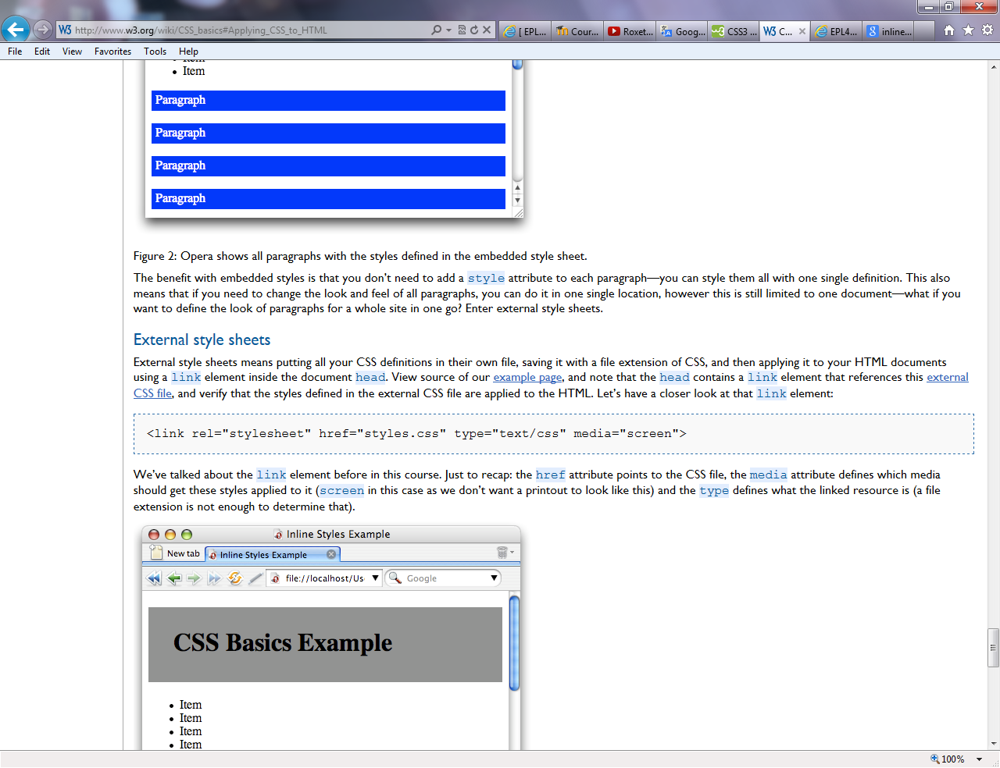 http://www.w3.org/wiki/CSS_basics#Applying_CSS_to_HTML
[ EPL...
Cour...
Roxet...
Goog...
CSS3 ...
C...
EPL4...
inline...
File Edit View Favorites Tools Help
Item
Item
Paragraph
Paragraph
Paragraph
Paragraph
Figure 2: Opera shows all paragraphs with the styles defined in the embedded style sheet.
The benefit with embedded styles is that you don't need to add a style attribute to each paragraph—you can style them all with one single definition. This also
means that if you need to change the look and feel of all paragraphs, you can do it in one single location, however this is still limited to one document—what if you
want to define the look of paragraphs for a whole site in one go? Enter external style sheets.
External style sheets
External style sheets means putting all your CSS definitions in their own file, saving it with a file extension of CSS, and then applying it to your HTML documents
using a link element inside the document head. View source of our example page, and note that the head contains a link element that references this external
CSS file, and verify that the styles defined in the external CSS file are applied to the HTML. Let's have a closer look at that link element:
<link rel="stylesheet" href="styles.css" type="text/css" media="screen">
We've talked about the link element before in this course. Just to recap: the href attribute points to the CSS file, the media attribute defines which media
should get these styles applied to it (screen in this case as we don't want a printout to look like this) and the type defines what the linked resource is (a file
extension is not enough to determine that).
Inline Styles Example
New tab Inline Styles Example
file://localhost/Us Google
CSS Basics Example
Item
Item
Item
Item
100%